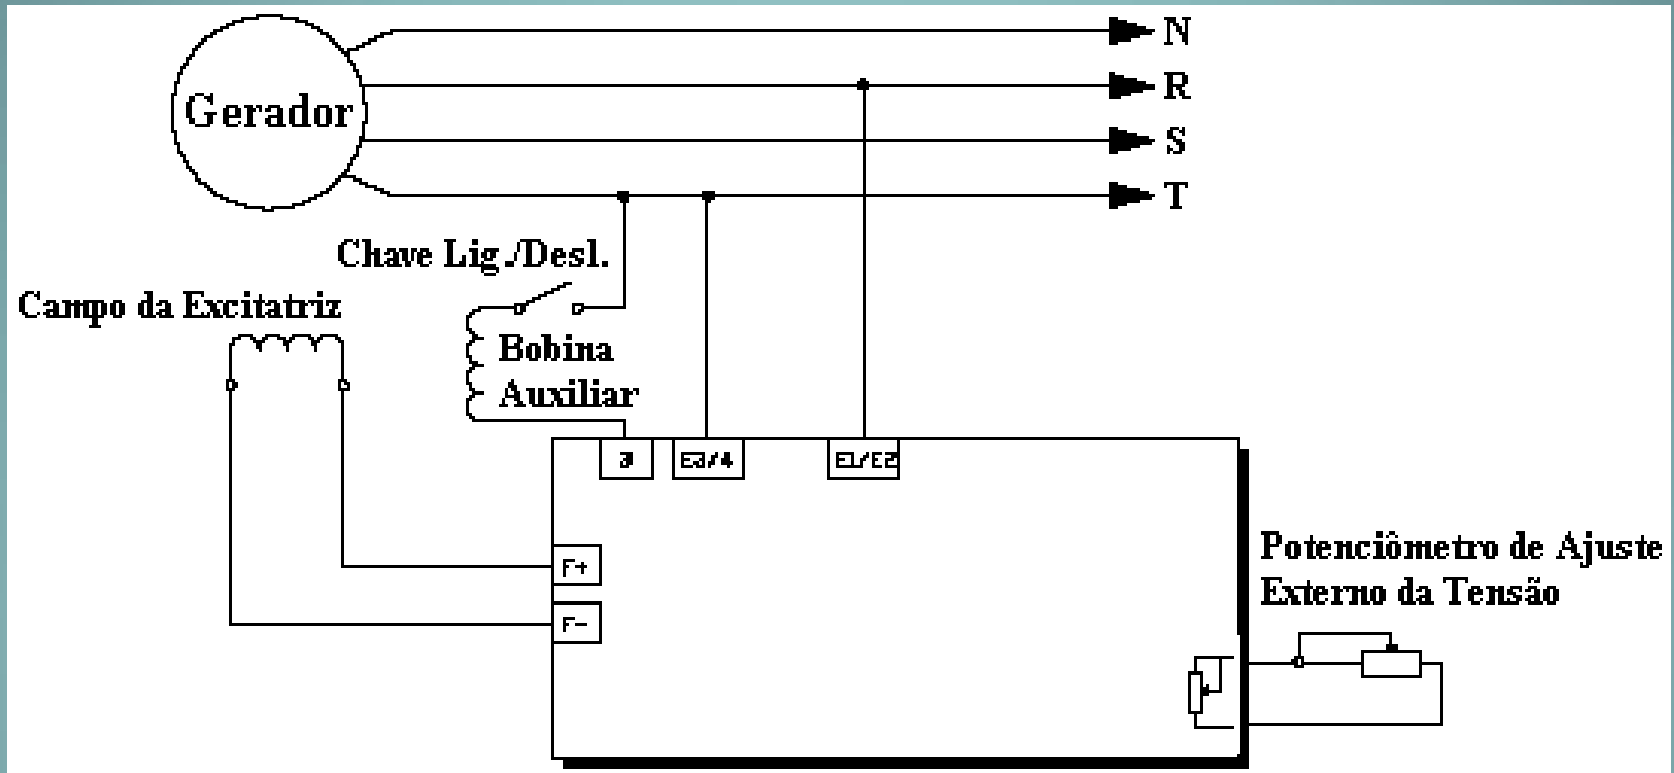 N
R
Gerador
S
T
Chave Lig./Desl.
Campo da Excitatriz
Bobina
Auxiliar
3
E3/4
E1/E2
Potenciômetro de Ajuste
Externo da Tensão
F+
F-